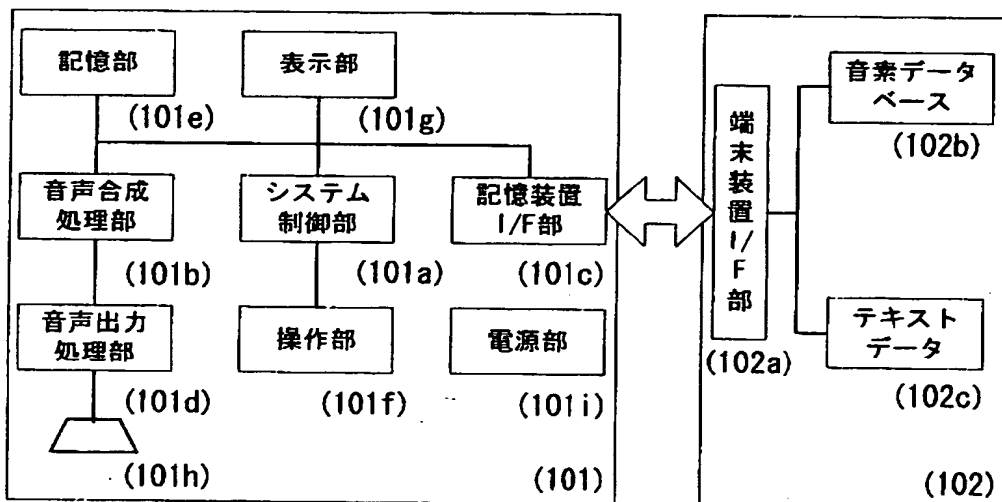 記憶部
(101e)
表示部
(101g)
音声合成
処理部
(101b)
システム
制御部
(101a)
記憶装置
I/F部
(101c)
音声出力
処理部
(101d)
操作部
(101f)
電源部
(101i)
(101h)
(101)
端末装置I/F部
(102a)
音素データ
ベース
(102b)
テキスト
データ
(102c)
(102)